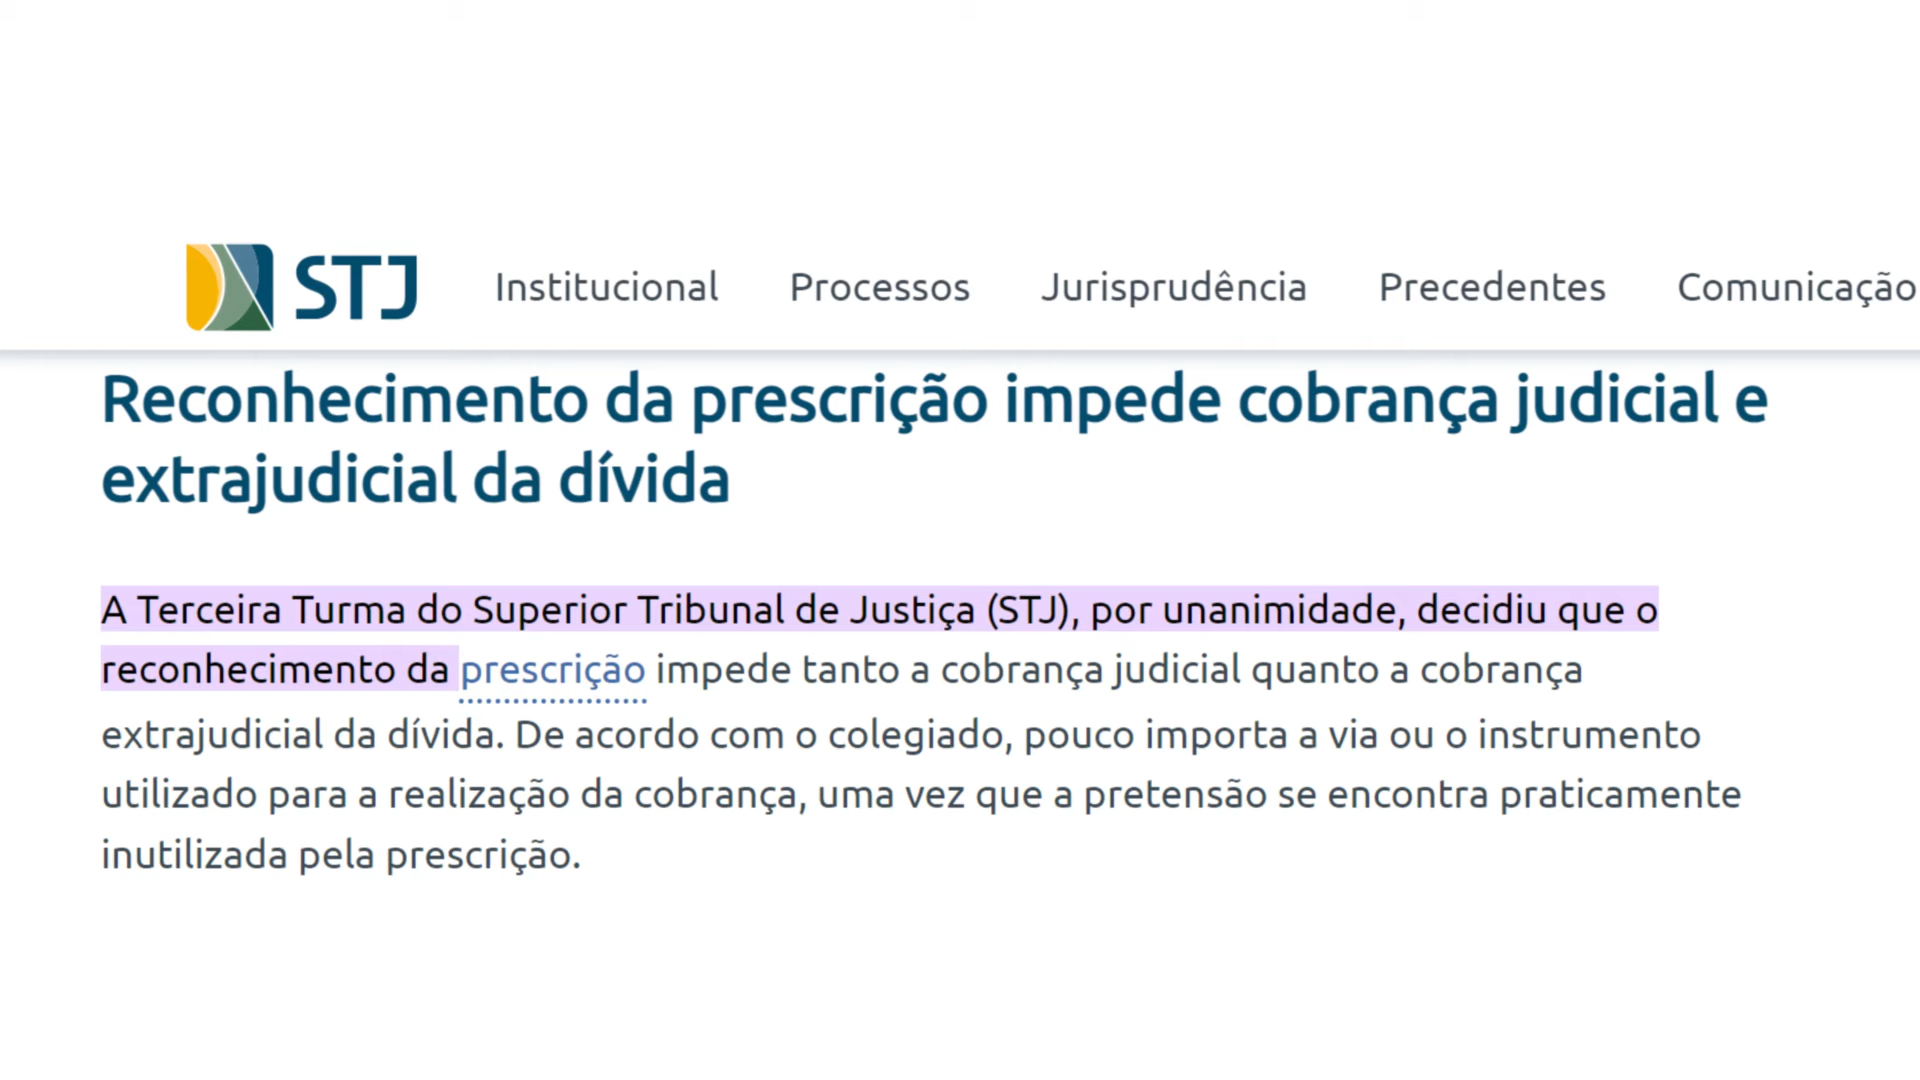 STJ Institucional Processos Jurisprudência Precedentes Comunicação
Reconhecimento da prescrição impede cobrança judicial e
extrajudicial da dívida
A Terceira Turma do Superior Tribunal de Justiça (STJ), por unanimidade, decidiu que o
reconhecimento da prescrição impede tanto a cobrança judicial quanto a cobrança
extrajudicial da dívida. De acordo com o colegiado, pouco importa a via ou o instrumento
utilizado para a realização da cobrança, uma vez que a pretensão se encontra praticamente
inutilizada pela prescrição.